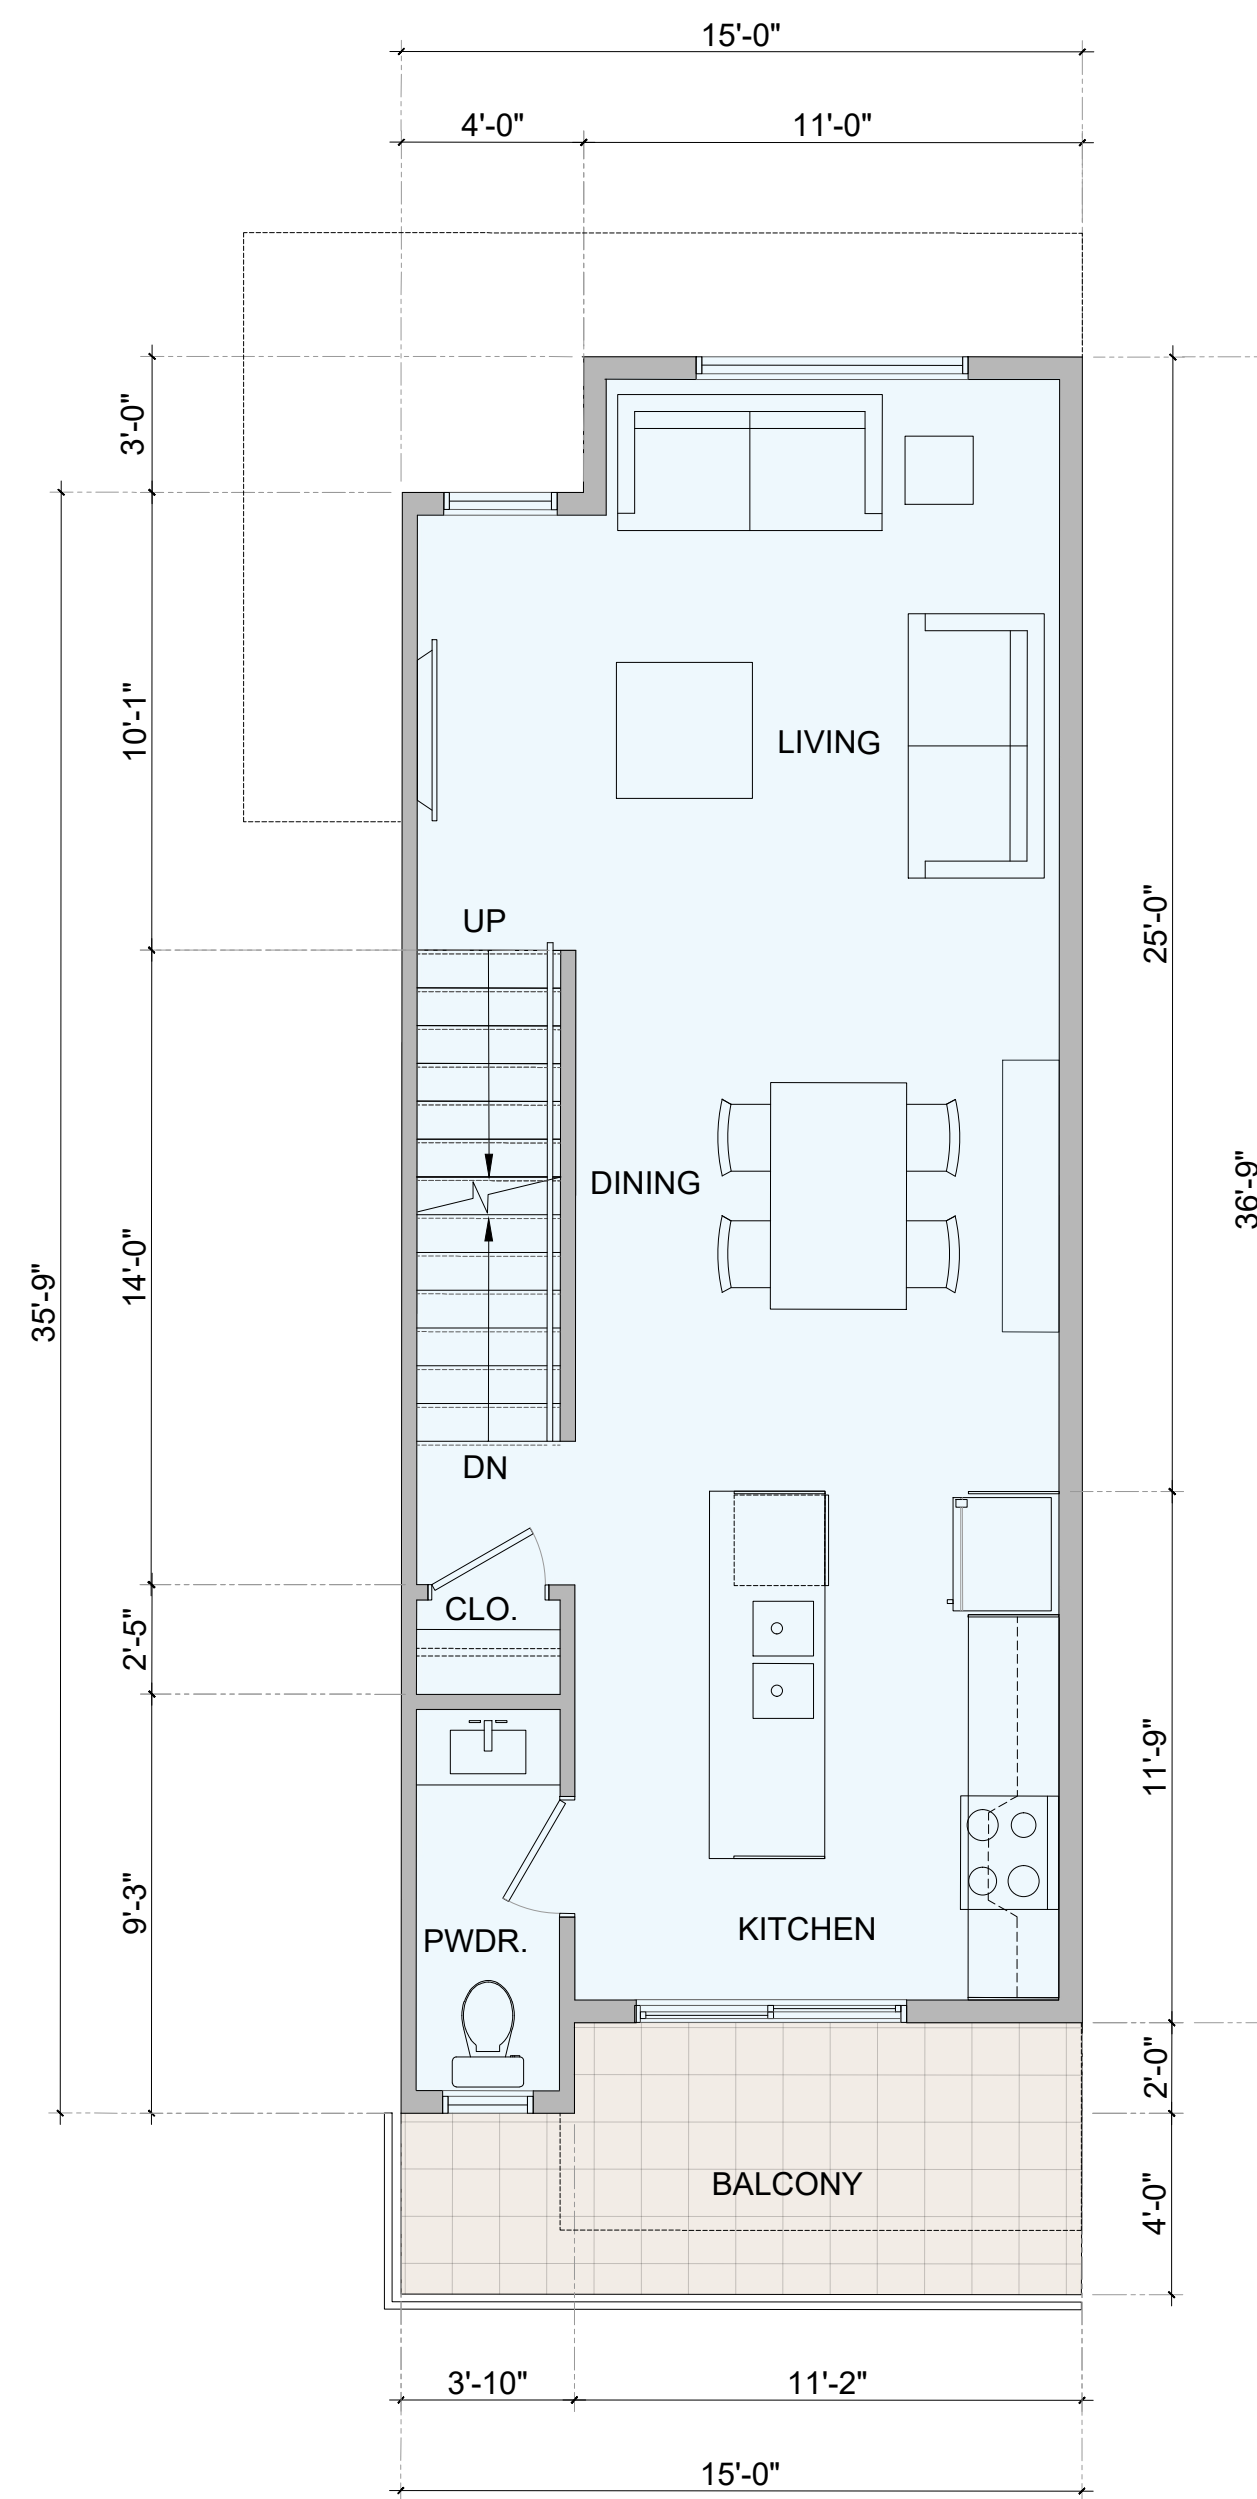 15'-0"
4'-0"
11'-0"
3'-0"
10'-1"
LIVING
UP
25'-0"
DINING
36'-9"
14'-0"
35'-9"
DN
CLO.
2'-5"
11'-9"
9'-3"
PWDR.
KITCHEN
2'-0"
BALCONY
4'-0"
3'-10"
11'-2"
15'-0"